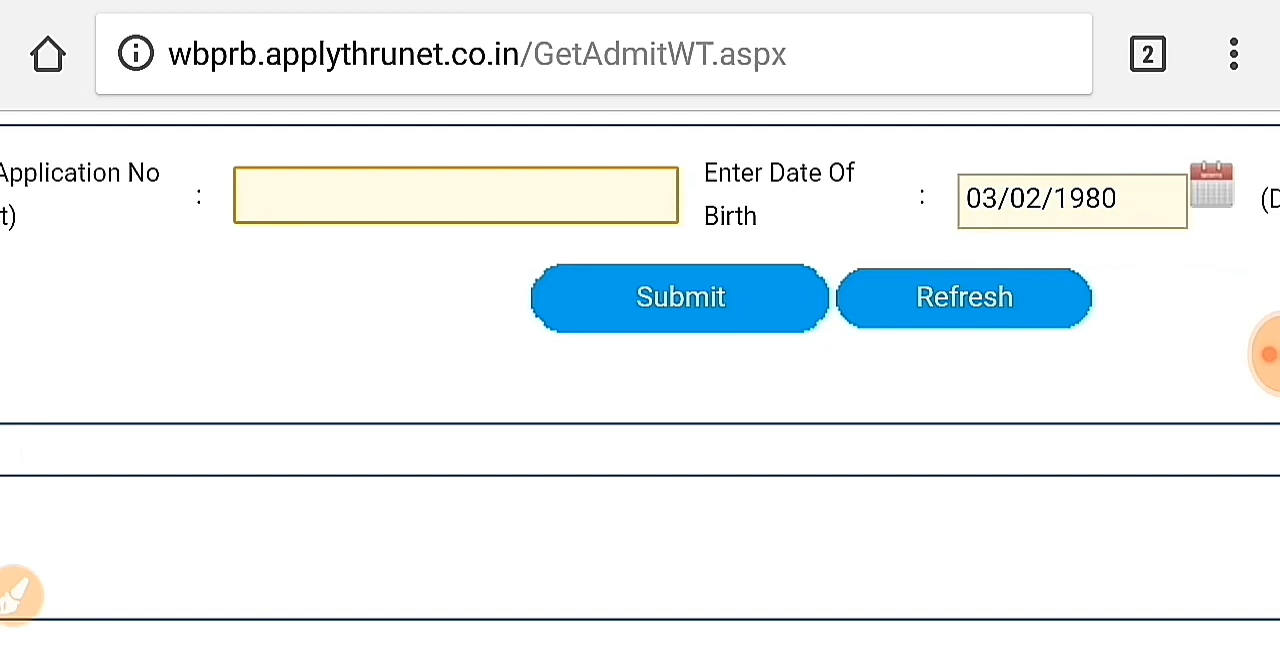 wbprb.applythrunet.co.in/GetAdmitWT.aspx
2
Application No
t)
:
Enter Date Of
Birth
:
03/02/1980
(D
Submit
Refresh